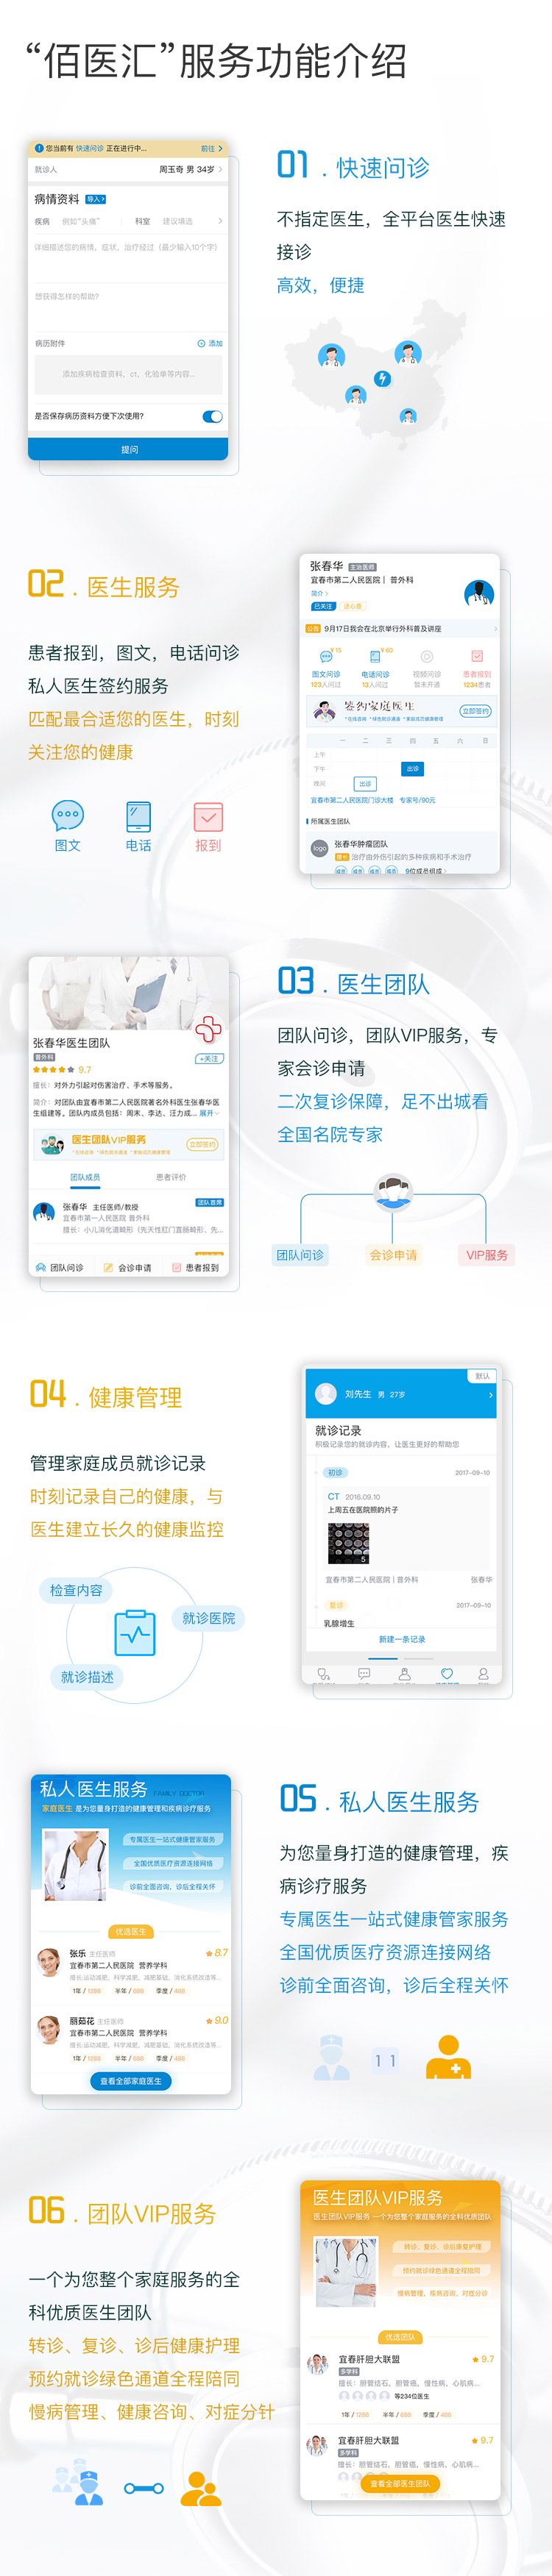 “佰医汇”服务功能介绍
您当前有 快速问诊 正在进行中... 前往
就诊人 周玉奇 男 34岁
病情资料 导入
疾病 例如“头痛” 科室 建议填选
详细描述您的病情，症状，治疗经过（最少输入10个字）
想获得怎样的帮助?
病历附件 添加
添加疾病检查资料，ct，化验单等内容...
是否保存病历资料方便下次使用?
提问
01 . 快速问诊
不指定医生，全平台医生快速
接诊
高效，便捷
02 . 医生服务
患者报到，图文，电话问诊
私人医生签约服务
匹配最合适您的医生，时刻
关注您的健康
图文 电话 报到
张春华 主治医师
宜春市第二人民医院 | 普外科
简介
已关注 送心意
公告 9月17日我会在北京举行外科普及讲座
¥15 ¥60
图文问诊 电话问诊 视频问诊 患者报到
123人问过 13人问过 暂未开通 1234患者
签约家庭医生
*在线咨询 *绿色就诊通道 *家庭成员健康管理
立即签约
一 二 三 四 五 六 日
上午
下午 出诊
晚间 出诊
宜春市第二人民医院门诊大楼 专家号/90元
所属医生团队
logo 张春华肿瘤团队
擅长 治疗由外伤引起的多种疾病和手术治疗
成员 成员 成员 成员 9位成员组成
张春华医生团队
普外科 +关注
9.7
擅长：对外力引起对伤害治疗、手术等服务。
简介：对团队由宜春市第二人民医院著名外科医生张春华医
生组建等。团队内成员包括：周末、李达、汪力成... 展开
医生团队VIP服务
*在线咨询 *绿色就诊通道 *家庭成员健康管理
立即签约
团队成员 患者评价
张春华 主任医师/教授 团队首席
宜春市第一人民医院 普外科
擅长：小儿消化道畸形（先天性肛门直肠畸形、先...
团队问诊 会诊申请 患者报到
03 . 医生团队
团队问诊，团队VIP服务，专
家会诊申请
二次复诊保障，足不出城看
全国名院专家
团队问诊 会诊申请 VIP服务
04 . 健康管理
管理家庭成员就诊记录
时刻记录自己的健康，与
医生建立长久的健康监控
检查内容
就诊医院
就诊描述
默认
刘先生 男 27岁
就诊记录
积极记录您的就诊内容，让医生更好的帮助您
初诊 2017-09-10
CT 2016.09.10
上周五在医院照的片子
5
宜春市第二人民医院 | 普外科 张春华
复诊 2017-09-10
乳腺增生
新建一条记录
私人医生服务 FAMILY DOCTOR
家庭医生 是为您量身打造的健康管理和疾病诊疗服务
专属医生一站式健康管家服务
全国优质医疗资源连接网络
诊前全面咨询，诊后全程关怀
优选医生
张乐 主任医师 8.7
宜春市第二人民医院 营养学科
擅长:运动减肥，科学减肥，减肥基础，消化系统改造等...
1年 / 1288 半年 / 688 季度 / 488
丽茹花 主任医师 9.0
宜春市第二人民医院 营养学科
擅长:运动减肥，科学减肥，减肥基础，消化系统改造等...
1年 / 1288 半年 / 688 季度 / 488
查看全部家庭医生
05 . 私人医生服务
为您量身打造的健康管理，疾
病诊疗服务
专属医生一站式健康管家服务
全国优质医疗资源连接网络
诊前全面咨询，诊后全程关怀
1 1
06 . 团队VIP服务
一个为您整个家庭服务的全
科优质医生团队
转诊、复诊、诊后健康护理
预约就诊绿色通道全程陪同
慢病管理、健康咨询、对症分针
医生团队VIP服务
医生团队VIP服务 一个为您整个家庭服务的全科优质团队
转诊、复诊、诊后康复护理
预约就诊绿色通道全程陪同
慢病管理、疾病咨询、对症分诊
优选团队
宜春肝胆大联盟 9.7
多学科
擅长：胆管结石，胆管癌，慢性病，心肌病...
等234位医生
1年 / 1288 半年 / 688 季度 / 488
宜春肝胆大联盟 9.7
多学科
擅长：胆管结石，胆管癌，慢性病，心肌病...
查看全部医生团队